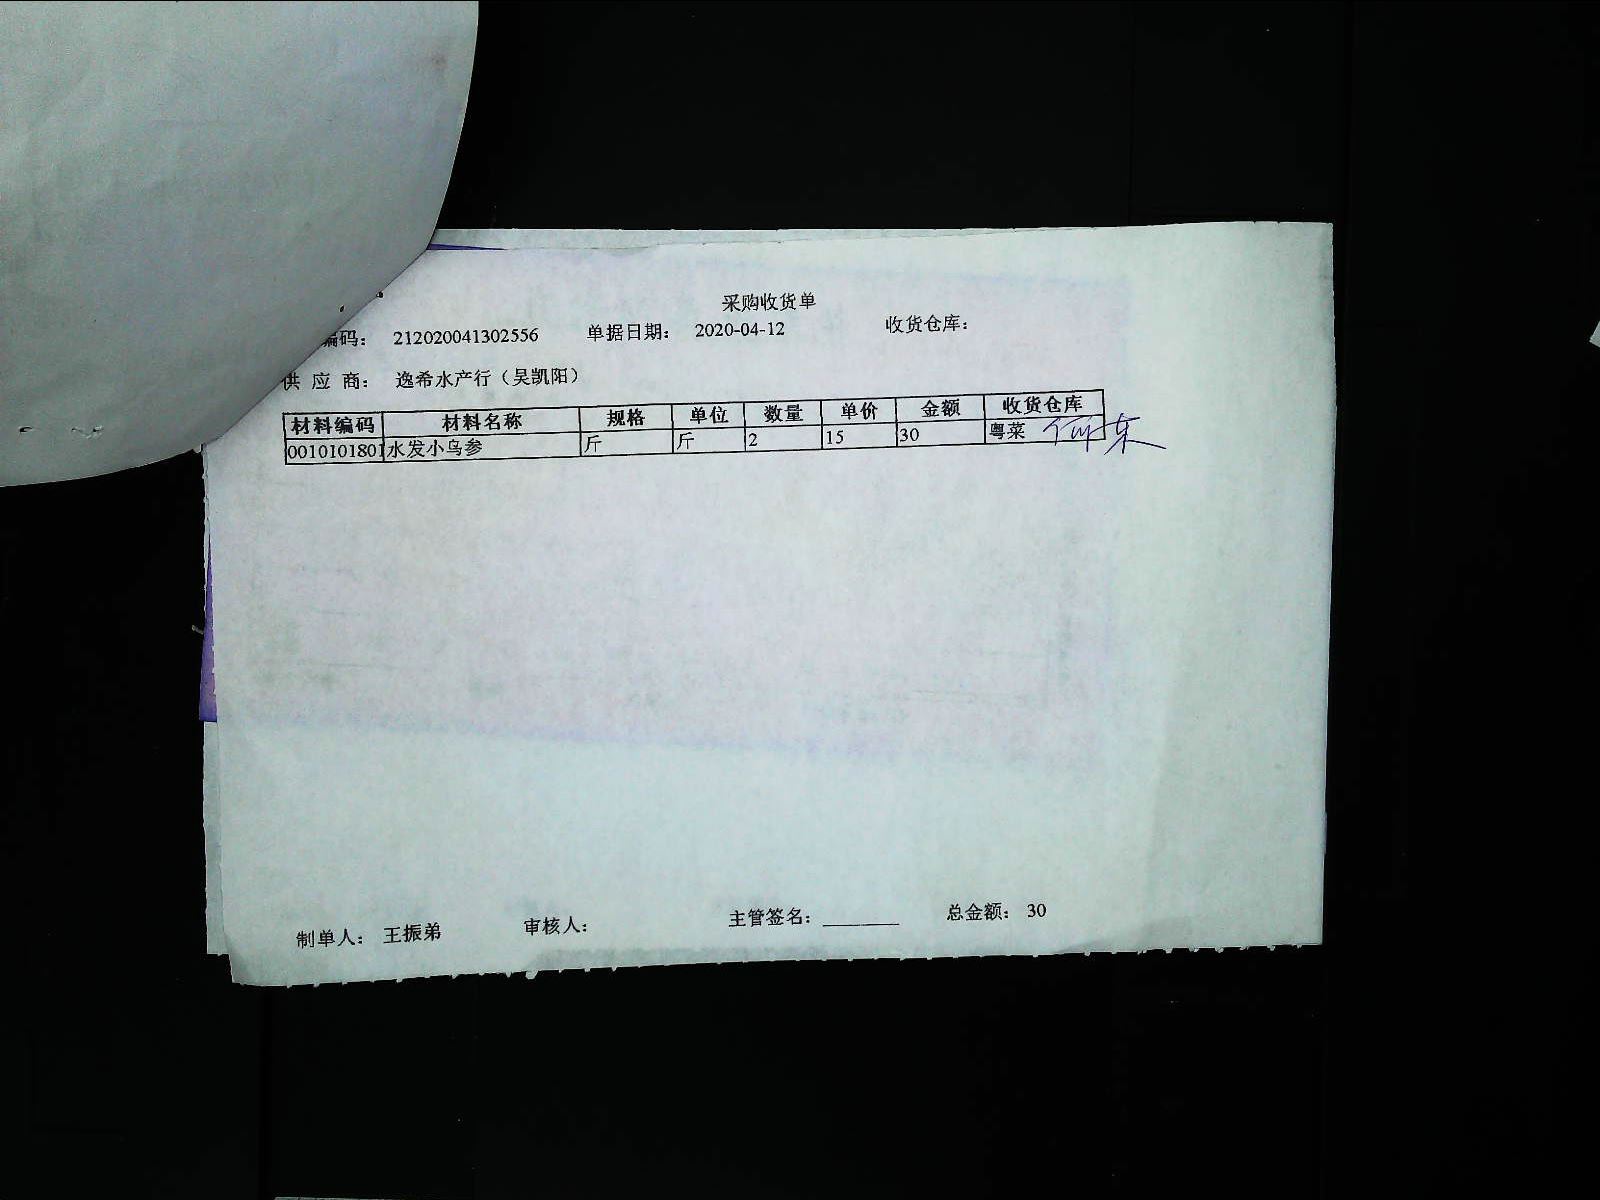 采购收货单
编码： 212020041302556 单据日期： 2020-04-12 收货仓库：
供 应 商： 逸希水产行（吴凯阳）
材料编码 材料名称 规格 单位 数量 单价 金额 收货仓库
0010101801 水发小乌参 斤 斤 2 15 30 粤菜
制单人： 王振弟 审核人： 主管签名： 总金额： 30